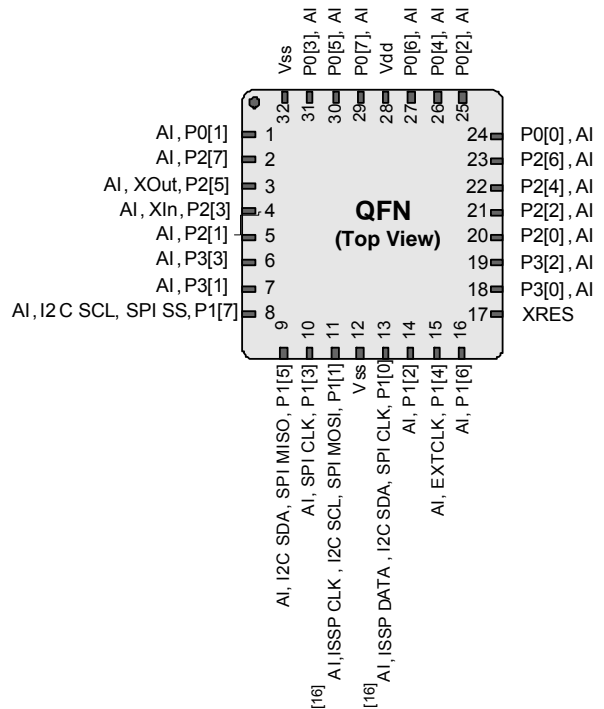 Vss
P0[3], AI
P0[5], AI
P0[7], AI
Vdd
P0[6], AI
P0[4], AI
P0[2], AI
32
31
30
29
28
27
26
25
AI, P0[1]
1
AI, P2[7]
2
AI, XOut, P2[5]
3
AI, XIn, P2[3]
4
AI, P2[1]
5
AI, P3[3]
6
AI, P3[1]
7
AI, I2C SCL, SPI SS, P1[7]
8
QFN
(Top View)
24
P0[0], AI
23
P2[6], AI
22
P2[4], AI
21
P2[2], AI
20
P2[0], AI
19
P3[2], AI
18
P3[0], AI
17
XRES
9
10
11
12
13
14
15
16
AI, I2C SDA, SPI MISO, P1[5]
AI, SPI CLK, P1[3]
[16] AI, ISSP CLK, I2C SCL, SPI MOSI, P1[1]
Vss
[16] AI, ISSP DATA, I2C SDA, SPI CLK, P1[0]
AI, P1[2]
AI, EXTCLK, P1[4]
AI, P1[6]